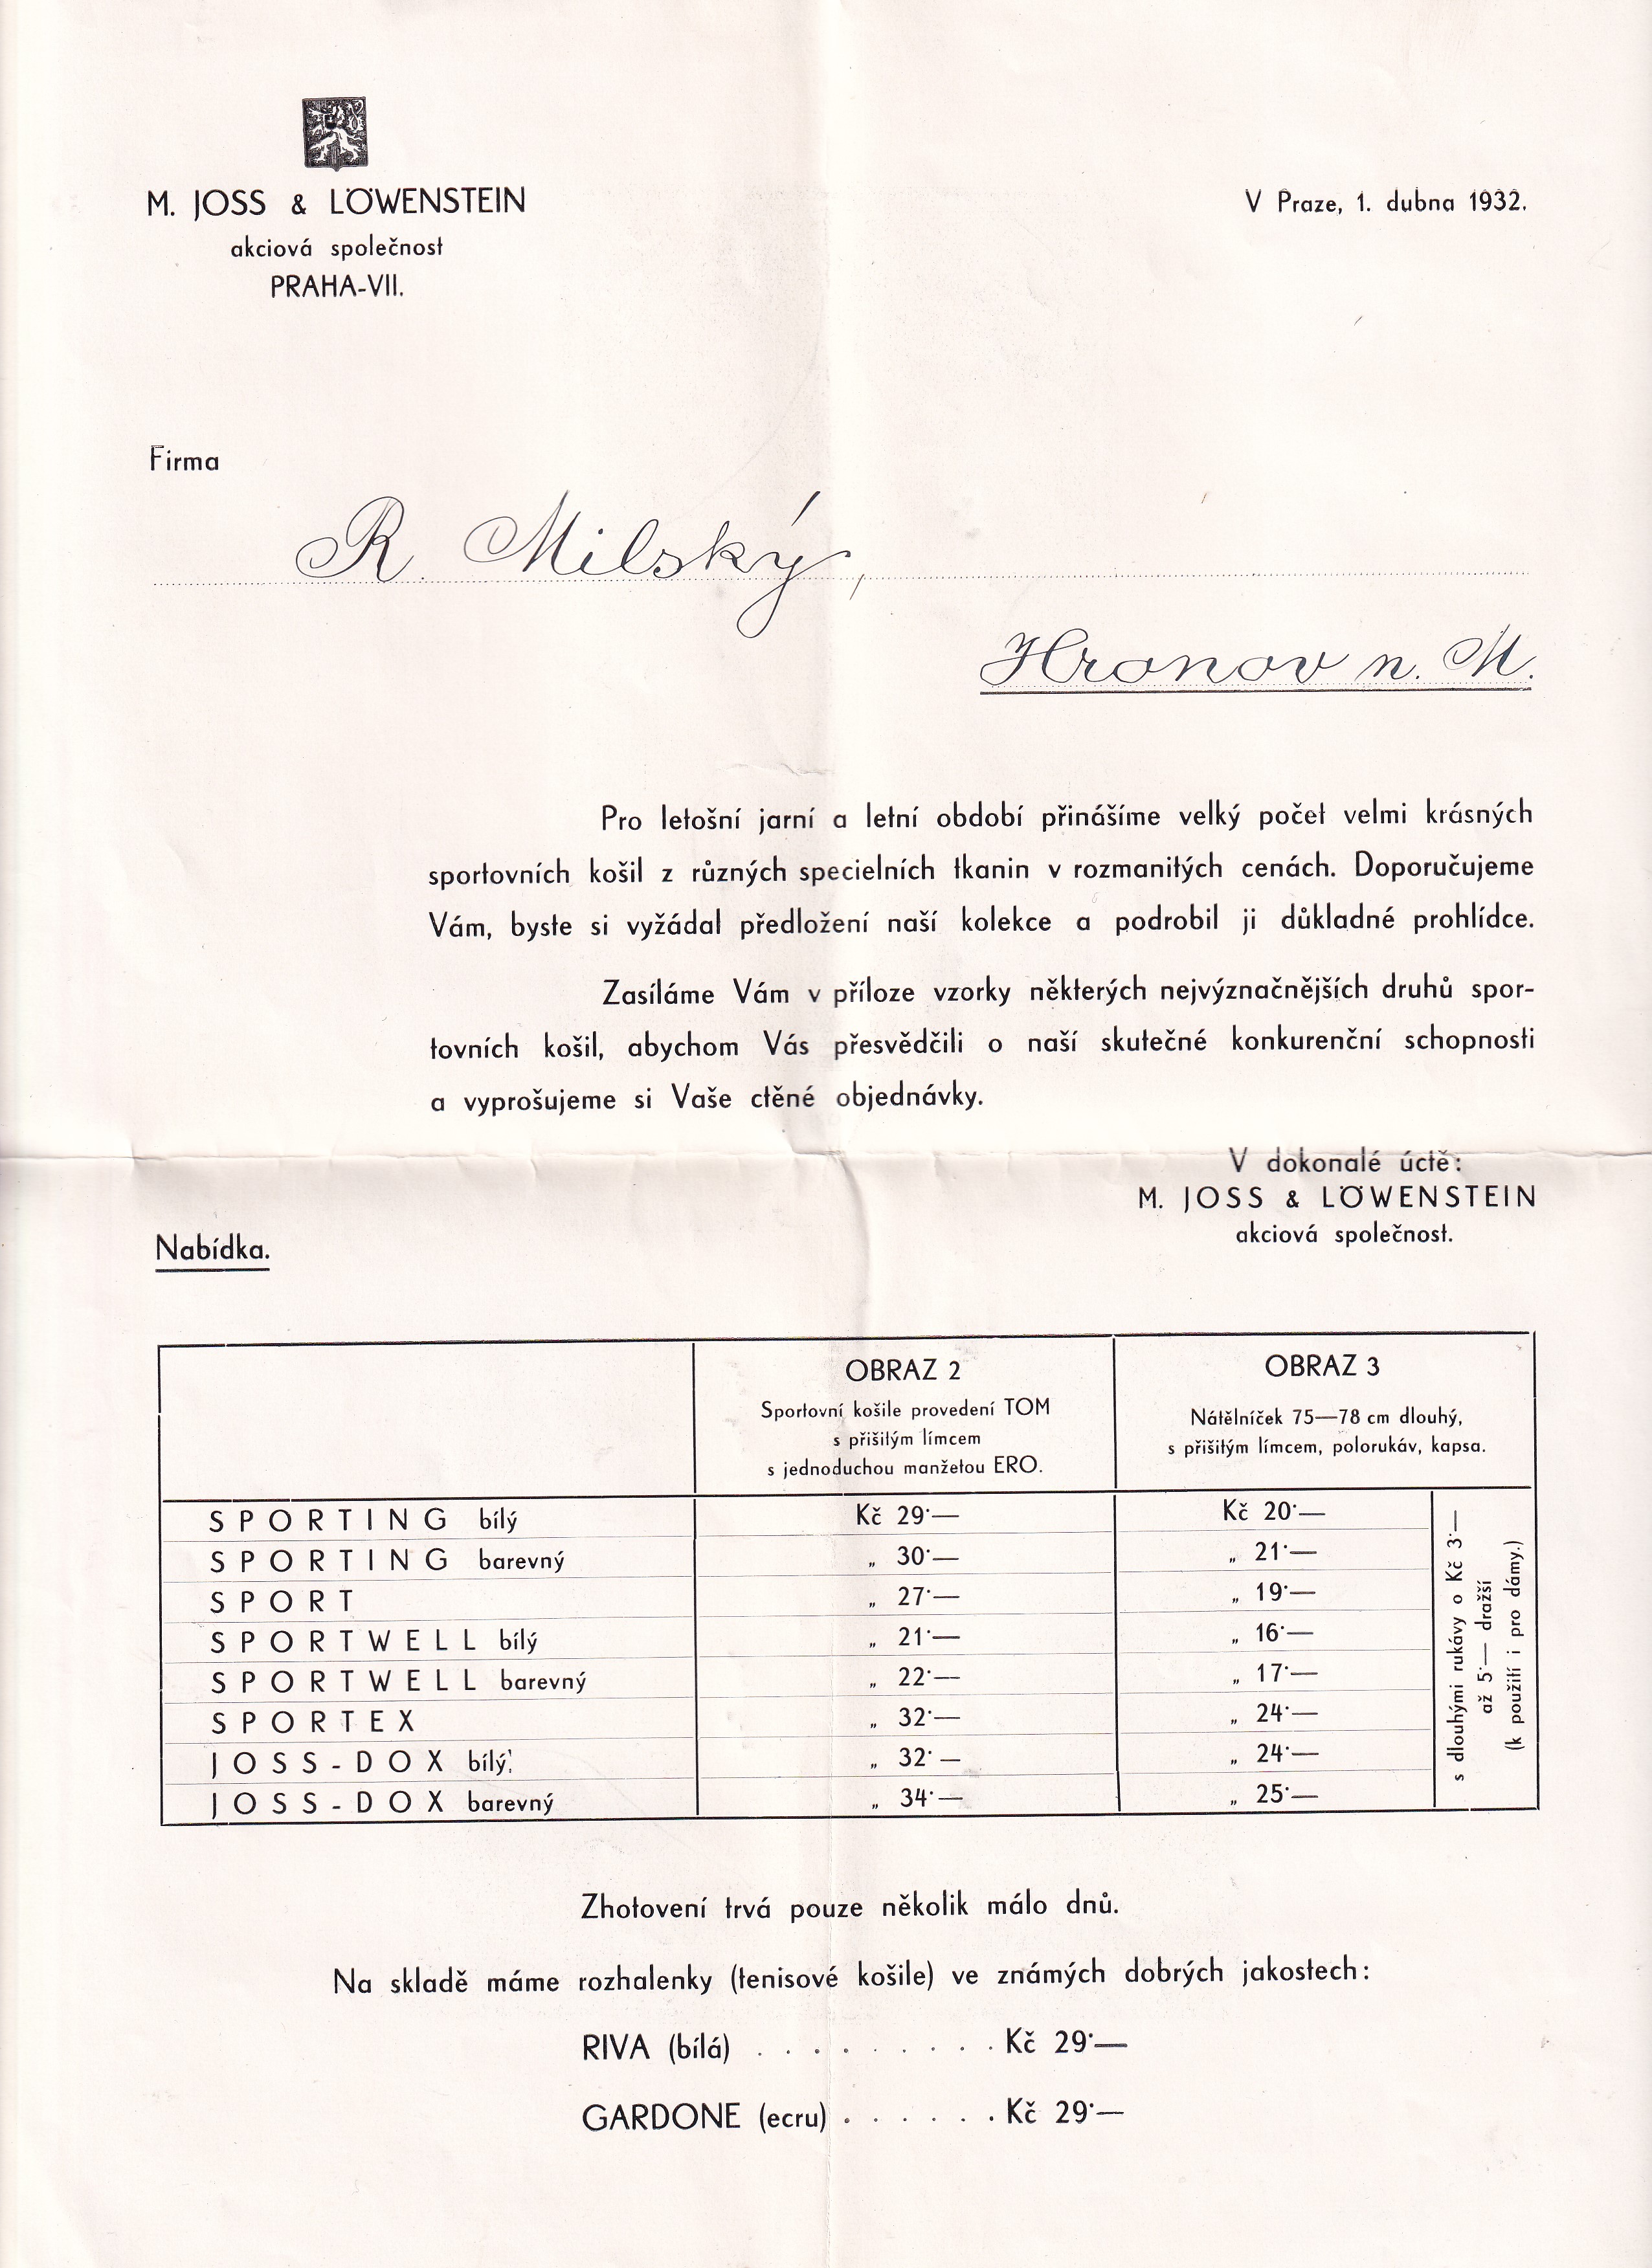 M. JOSS & LÖWENSTEIN
akciová společnost
PRAHA-VII.
V Praze, 1. dubna 1932.
Firma
R. Milský,
Hronov n. M.
Pro letošní jarní a letní období přinášíme velký počet velmi krásných
sportovních košil z různých specielních tkanin v rozmanitých cenách. Doporučujeme
Vám, byste si vyžádal předložení naší kolekce a podrobil ji důkladné prohlídce.
Zasíláme Vám v příloze vzorky některých nejvýznačnějších druhů spor-
tovních košil, abychom Vás přesvědčili o naší skutečné konkurenční schopnosti
a vyprošujeme si Vaše ctěné objednávky.
V dokonalé úctě:
M. JOSS & LÖWENSTEIN
akciová společnost.
Nabídka.
OBRAZ 2
Sportovní košile provedení TOM
s přišitým límcem
s jednoduchou manžetou ERO.
OBRAZ 3
Nátělníček 75—78 cm dlouhý,
s přišitým límcem, polorukáv, kapsa.
SPORTING bílý Kč 29·— Kč 20·—
SPORTING barevný „ 30·— „ 21·—
SPORT „ 27·— „ 19·—
SPORTWELL bílý „ 21·— „ 16·—
SPORTWELL barevný „ 22·— „ 17·—
SPORTEX „ 32·— „ 24·—
JOSS-DOX bílý „ 32·— „ 24·—
JOSS-DOX barevný „ 34·— „ 25·—
s dlouhými rukávy o Kč 3·—
až 5·— dražší
(k použití i pro dámy.)
Zhotovení trvá pouze několik málo dnů.
Na skladě máme rozhalenky (tenisové košile) ve známých dobrých jakostech:
RIVA (bílá) . . . . . . . . . Kč 29·—
GARDONE (ecru) . . . . . . Kč 29·—